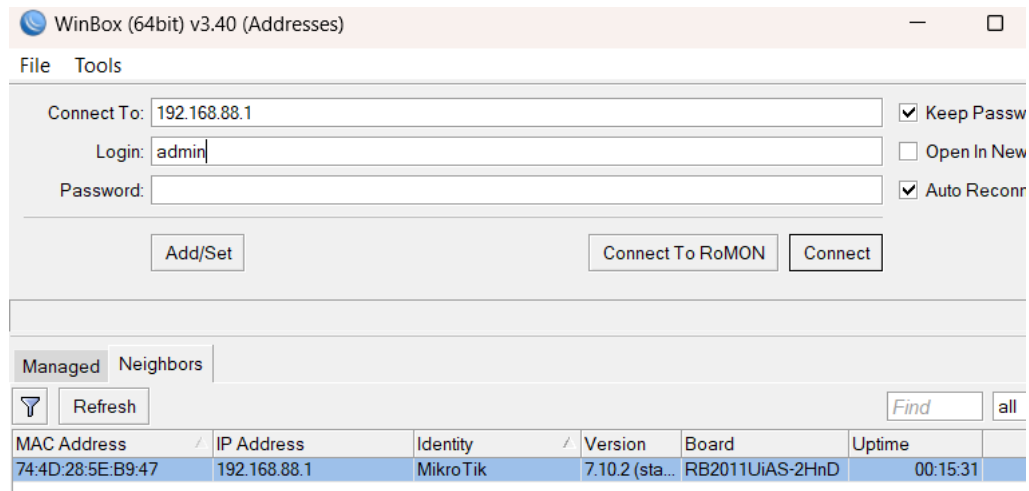 WinBox (64bit) v3.40 (Addresses)
File Tools
Connect To: 192.168.88.1 Keep Passw
Login: admin Open In New
Password: Auto Reconn
Add/Set Connect To RoMON Connect
Managed Neighbors
Refresh Find all
MAC Address IP Address Identity Version Board Uptime
74:4D:28:5E:B9:47 192.168.88.1 MikroTik 7.10.2 (sta... RB2011UiAS-2HnD 00:15:31